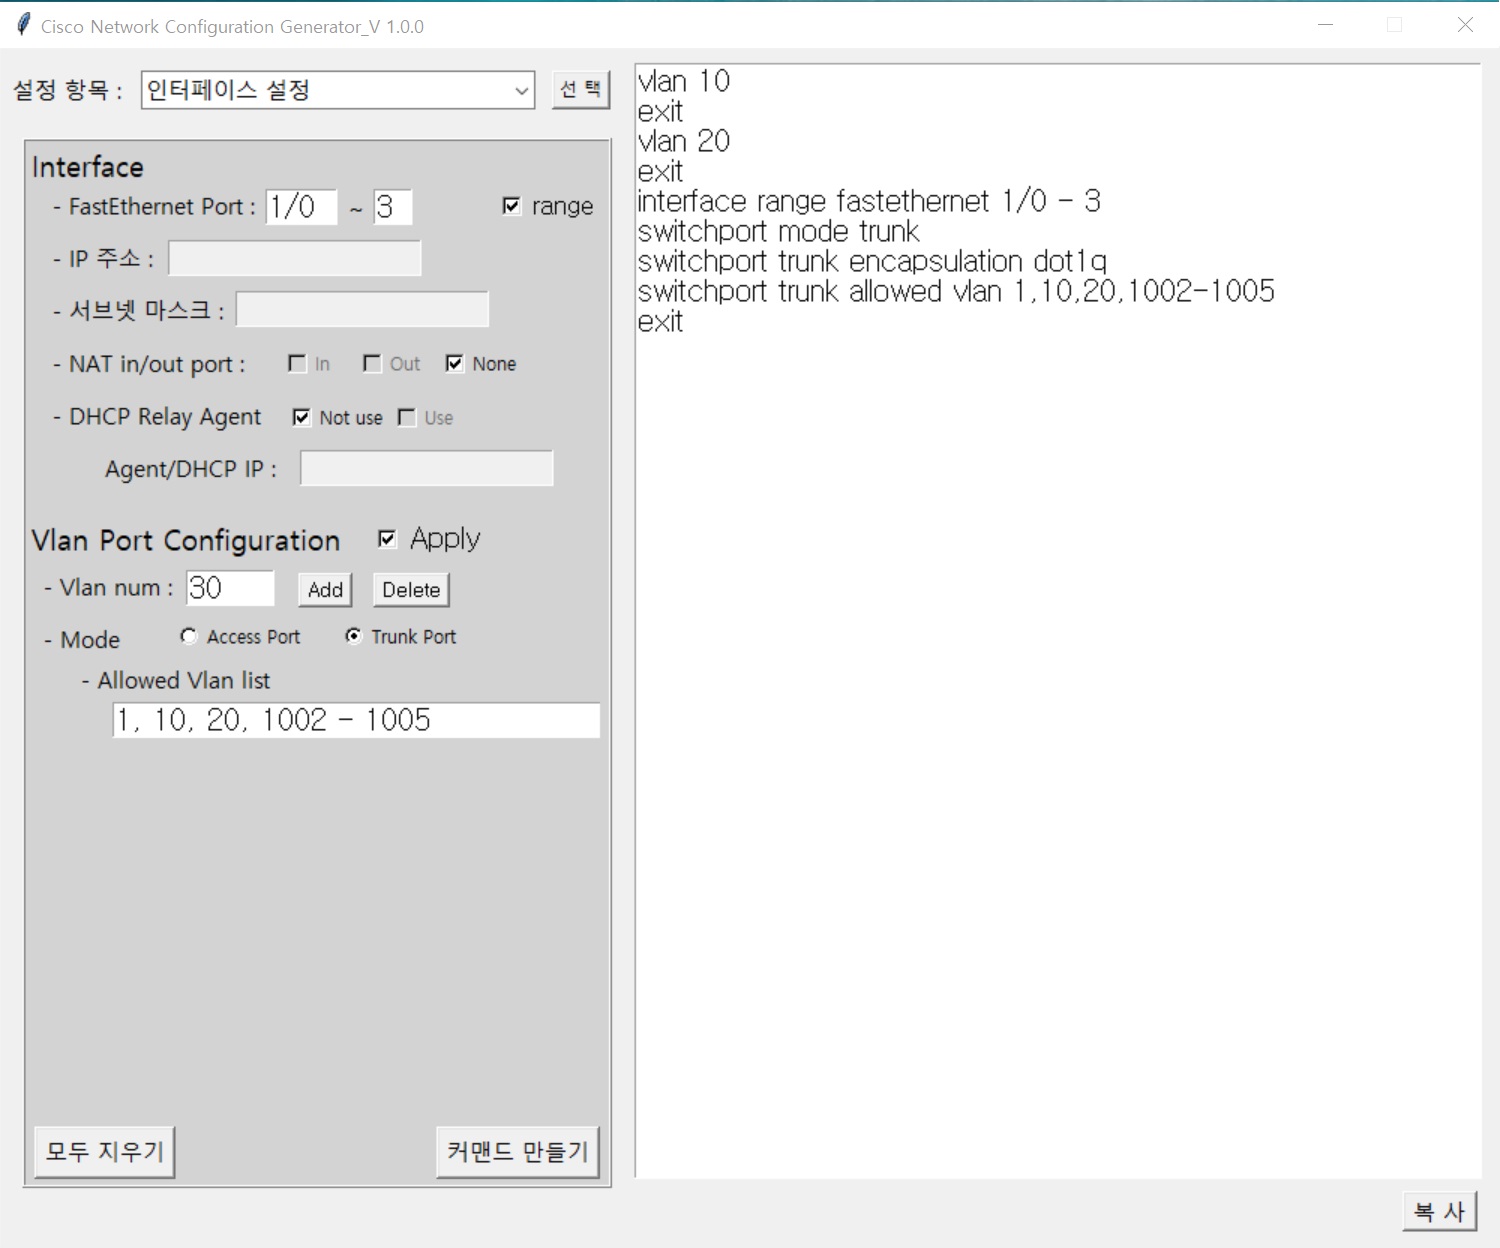 Cisco Network Configuration Generator_V 1.0.0
설정 항목 : 인터페이스 설정 선 택
Interface
- FastEthernet Port : 1/0 ~ 3 range
- IP 주소 :
- 서브넷 마스크 :
- NAT in/out port : In Out None
- DHCP Relay Agent Not use Use
Agent/DHCP IP :
Vlan Port Configuration Apply
- Vlan num : 30 Add Delete
- Mode Access Port Trunk Port
- Allowed Vlan list
1, 10, 20, 1002 - 1005
모두 지우기 커맨드 만들기
vlan 10
exit
vlan 20
exit
interface range fastethernet 1/0 - 3
switchport mode trunk
switchport trunk encapsulation dot1q
switchport trunk allowed vlan 1,10,20,1002-1005
exit
복 사